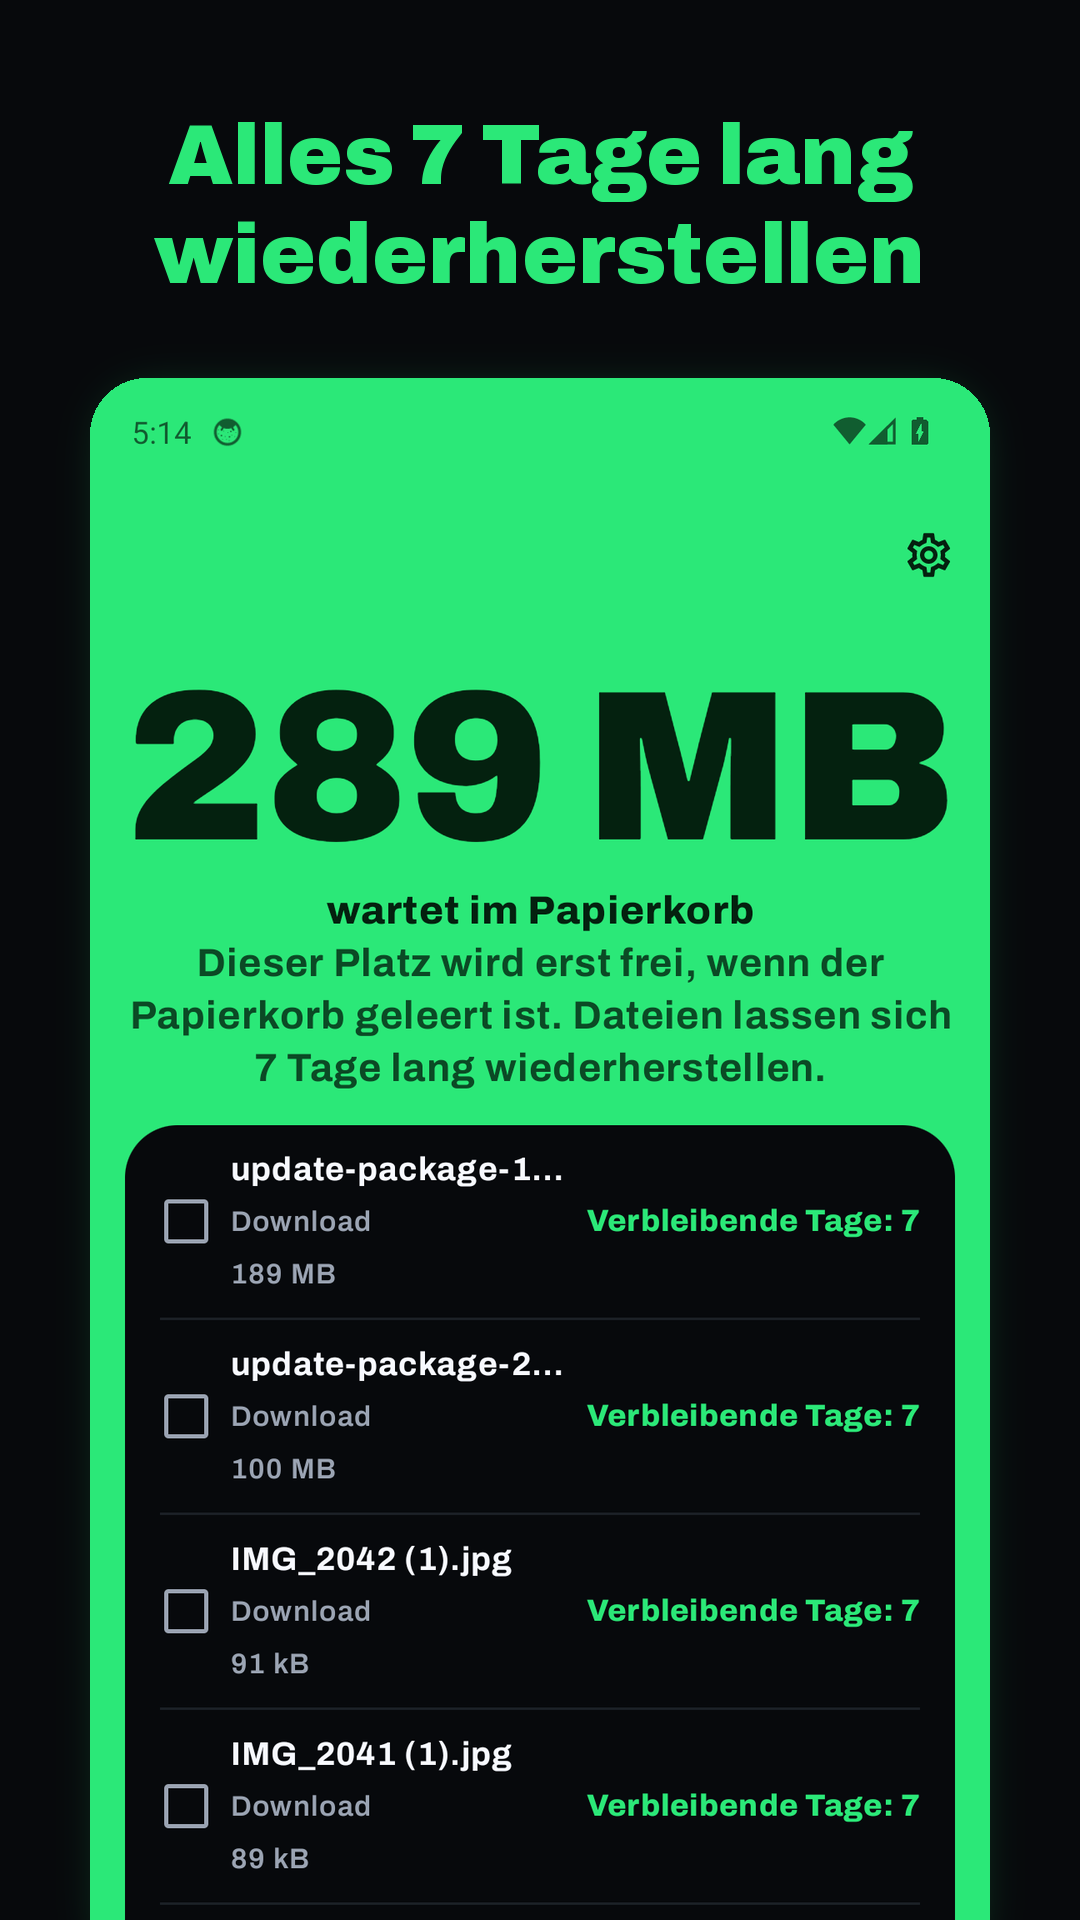 Alles 7 Tage lang
wiederherstellen
5:14
289 MB
wartet im Papierkorb
Dieser Platz wird erst frei, wenn der
Papierkorb geleert ist. Dateien lassen sich
7 Tage lang wiederherstellen.
update-package-1...
Download
Verbleibende Tage: 7
189 MB
update-package-2...
Download
Verbleibende Tage: 7
100 MB
IMG_2042 (1).jpg
Download
Verbleibende Tage: 7
91 kB
IMG_2041 (1).jpg
Download
Verbleibende Tage: 7
89 kB